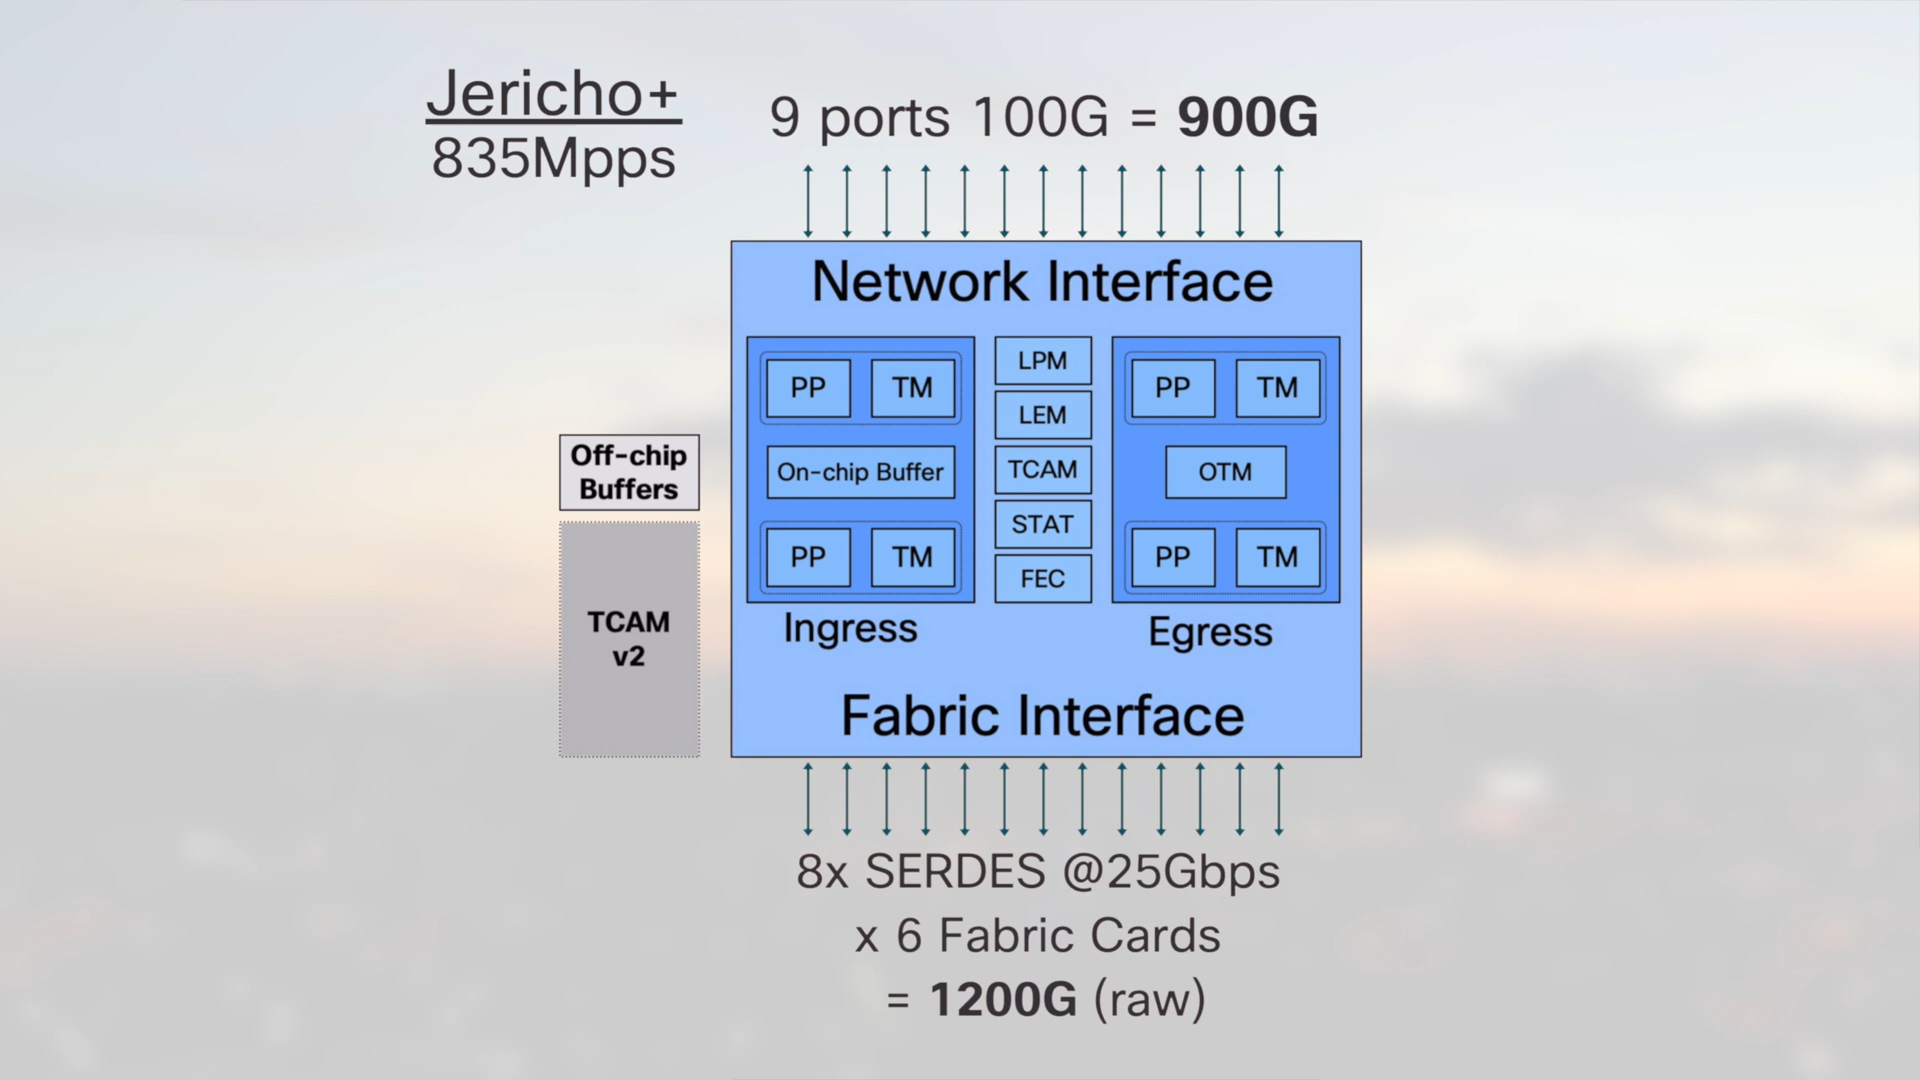 Jericho+
835Mpps
9 ports 100G = 900G
Network Interface
PP TM
On-chip Buffer
PP TM
Ingress
LPM
LEM
TCAM
STAT
FEC
PP TM
OTM
PP TM
Egress
Off-chip
Buffers
TCAM
v2
Fabric Interface
8x SERDES @25Gbps
x 6 Fabric Cards
= 1200G (raw)